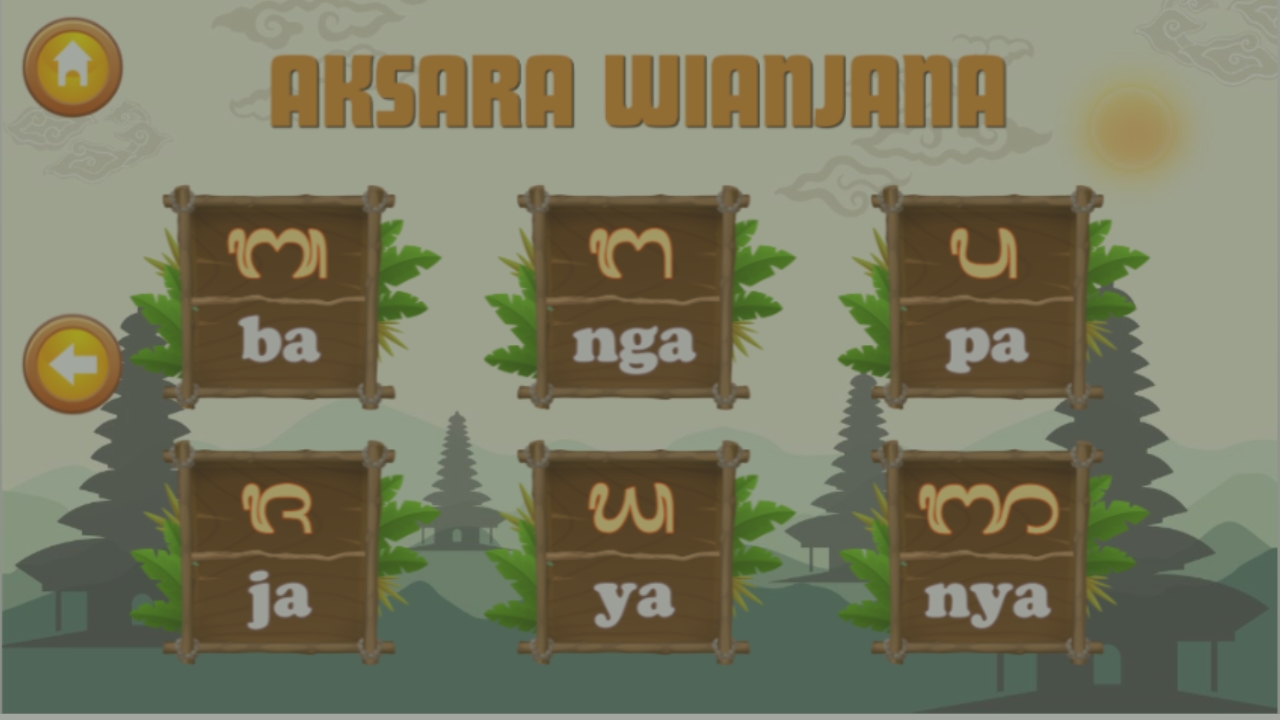 AKSARA WIANJANA
ᬩ ᬗ ᬧ
ba nga pa
ᬚ ᬬ ᬜ
ja ya nya